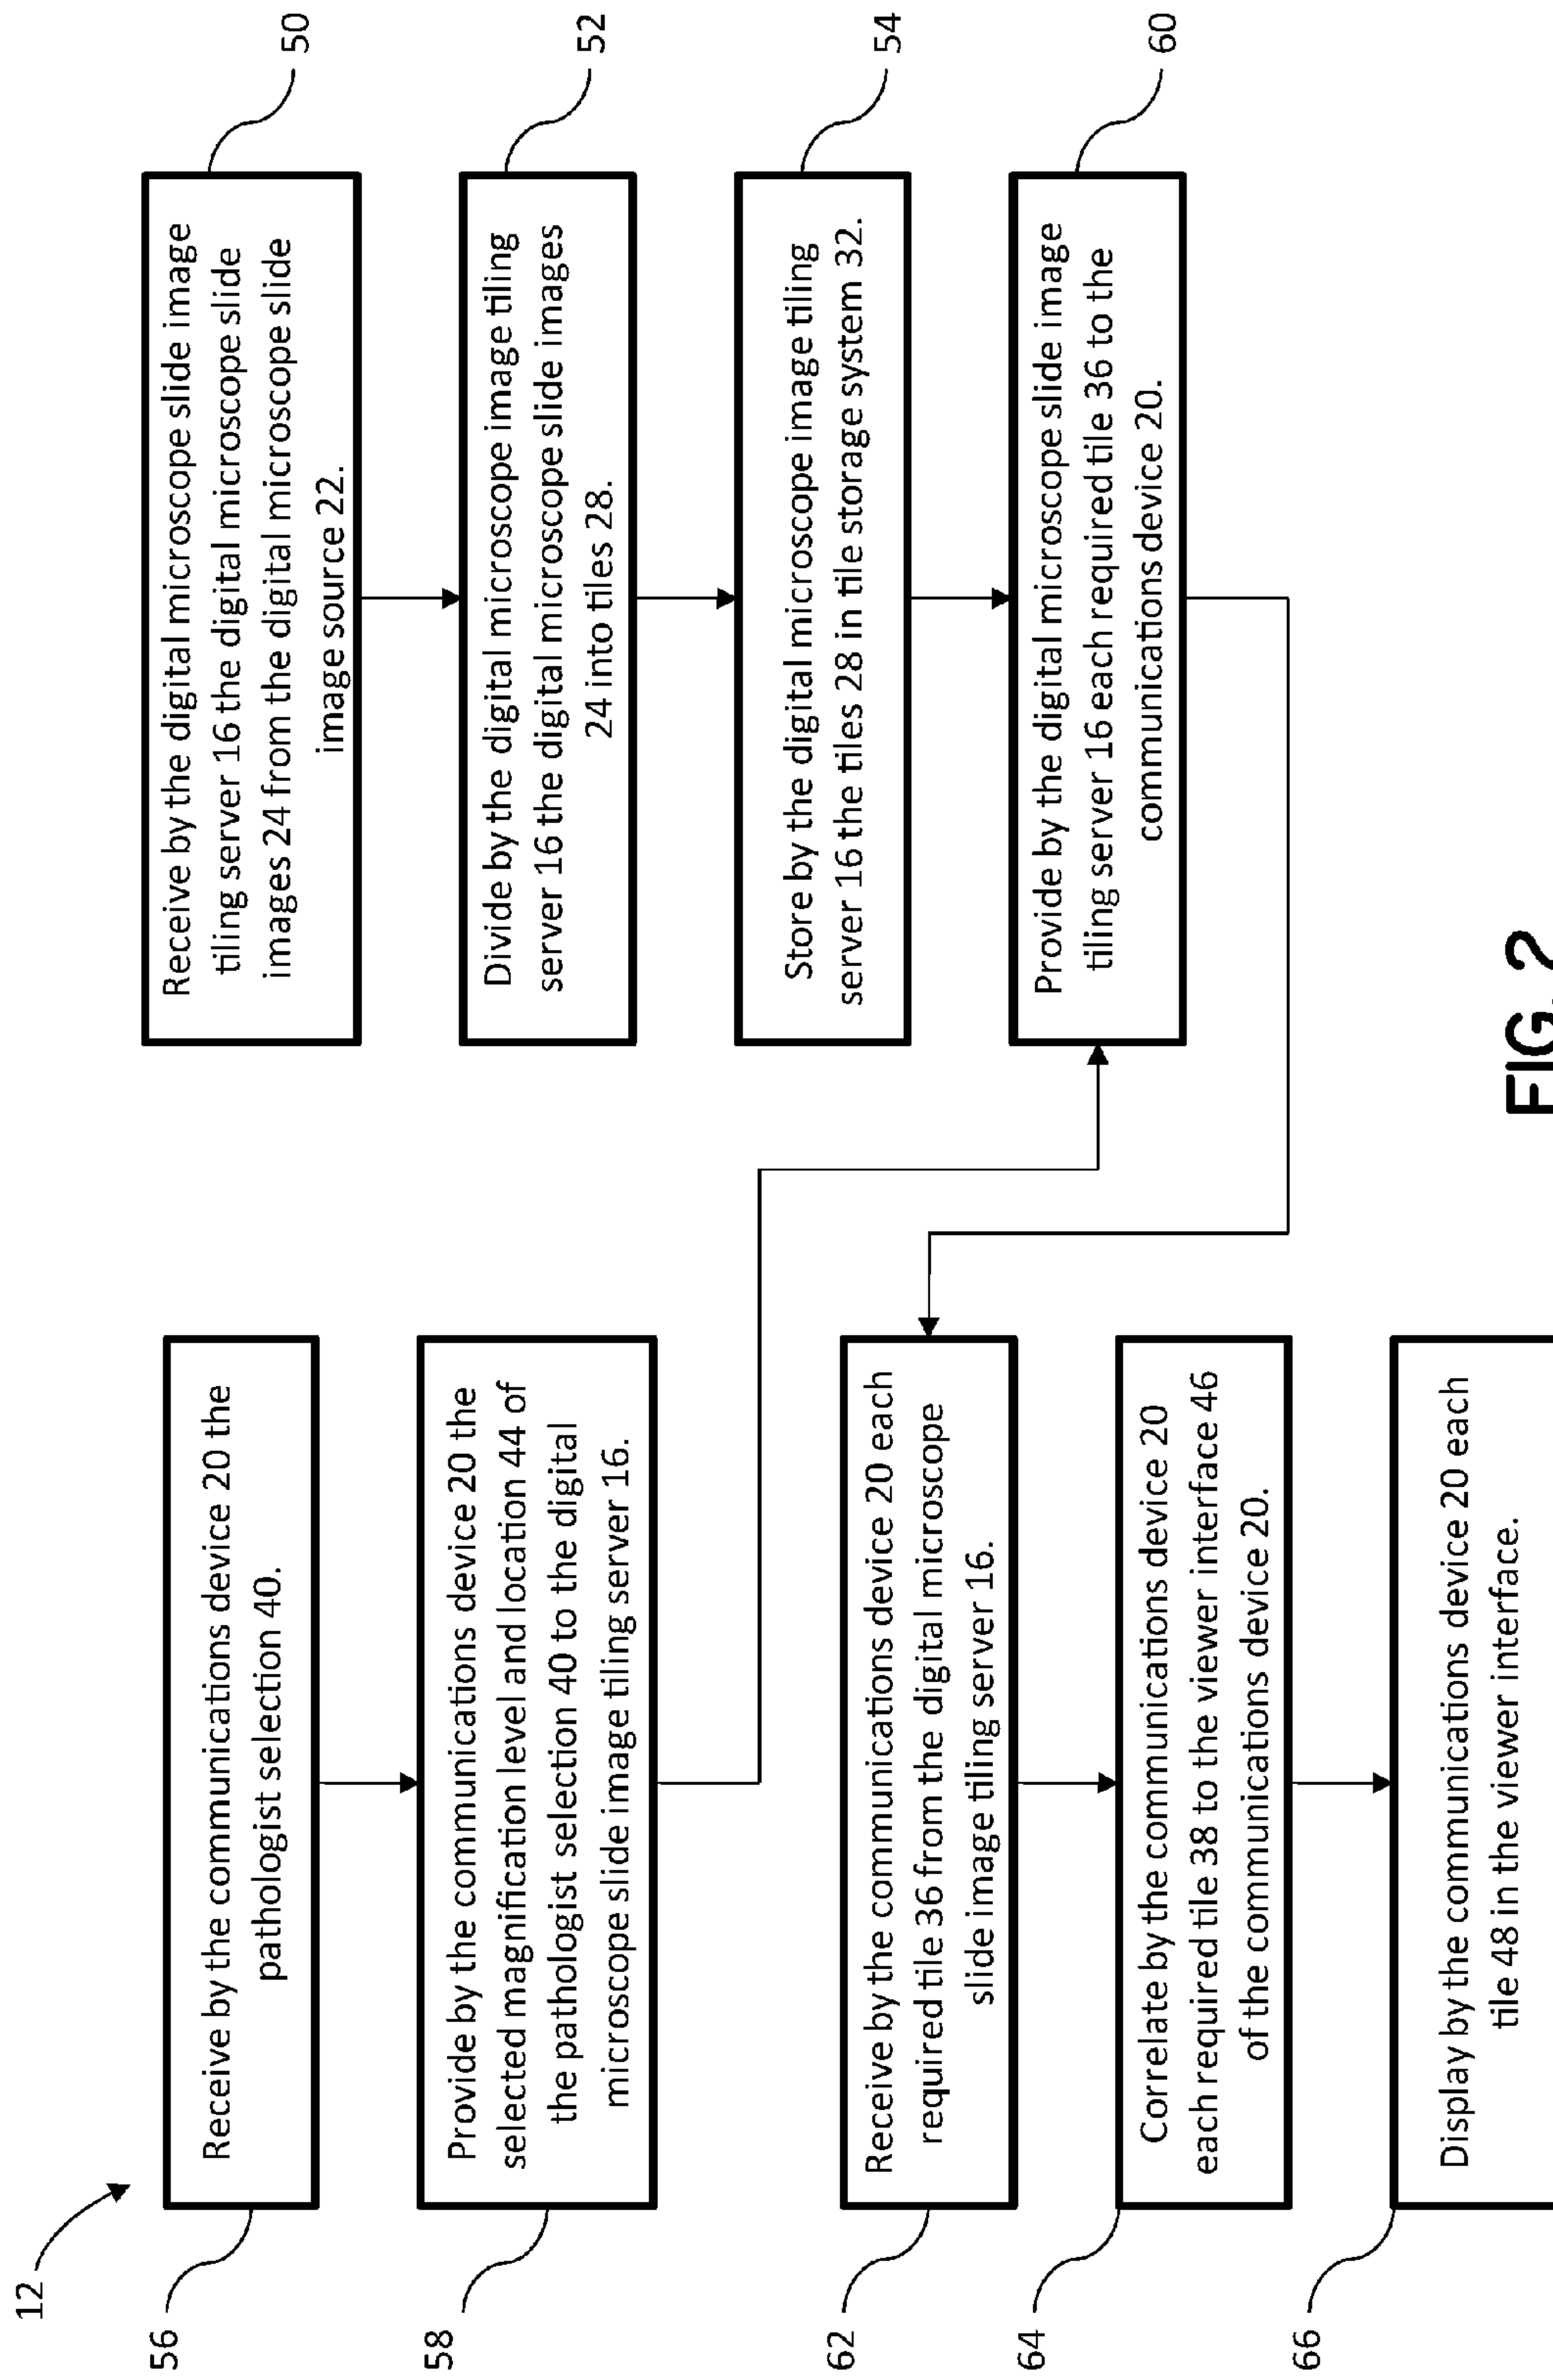 12
56
Receive by the communications device 20 the
pathologist selection 40.
58
Provide by the communications device 20 the
selected magnification level and location 44 of
the pathologist selection 40 to the digital
microscope slide image tiling server 16.
62
Receive by the communications device 20 each
required tile 36 from the digital microscope
slide image tiling server 16.
64
Correlate by the communications device 20
each required tile 38 to the viewer interface 46
of the communications device 20.
66
Display by the communications device 20 each
tile 48 in the viewer interface.
50
Receive by the digital microscope slide image
tiling server 16 the digital microscope slide
images 24 from the digital microscope slide
image source 22.
52
Divide by the digital microscope image tiling
server 16 the digital microscope slide images
24 into tiles 28.
54
Store by the digital microscope image tiling
server 16 the tiles 28 in tile storage system 32.
60
Provide by the digital microscope slide image
tiling server 16 each required tile 36 to the
communications device 20.
FIG. 2